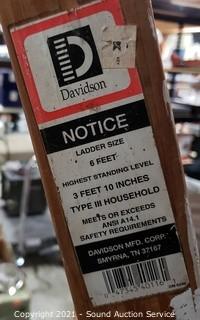 Davidson
NOTICE
LADDER SIZE
6 FEET
HIGHEST STANDING LEVEL
3 FEET 10 INCHES
TYPE III HOUSEHOLD
MEETS OR EXCEEDS
ANSI A14.1
SAFETY REQUIREMENTS
DAVIDSON MFG. CORP.
SMYRNA, TN 37167
Copyright 2021 - Sound Auction Service